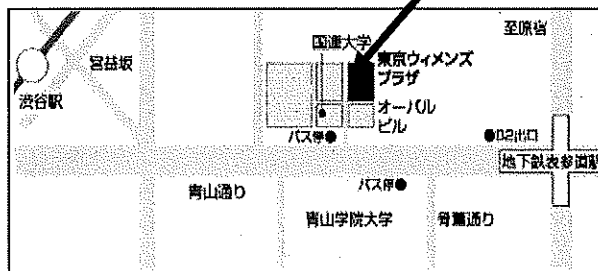 至原宿
国連大学
宮益坂
東京ウィメンズ
プラザ
渋谷駅
オーバル
ビル
バス停
B2出口
地下鉄表参道駅
青山通り
バス停
青山学院大学
骨董通り